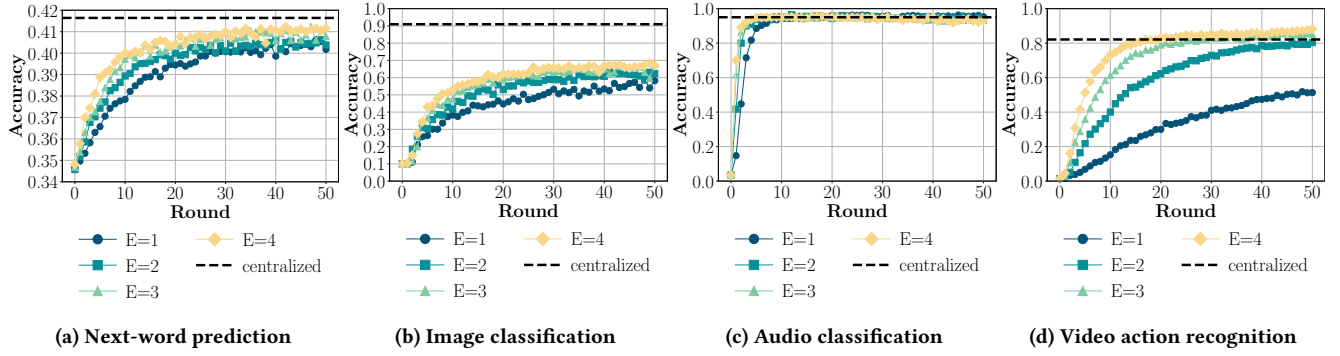 0.42
0.41
0.40
0.39
0.38
0.37
0.36
0.35
0.34
Accuracy
0 10 20 30 40 50
Round
E=1
E=2
E=3
E=4
centralized
(a) Next-word prediction
1.0
0.9
0.8
0.7
0.6
0.5
0.4
0.3
0.2
0.1
0.0
Accuracy
0 10 20 30 40 50
Round
E=1
E=2
E=3
E=4
centralized
(b) Image classification
1.0
0.8
0.6
0.4
0.2
0.0
Accuracy
0 10 20 30 40 50
Round
E=1
E=2
E=3
E=4
centralized
(c) Audio classification
1.0
0.8
0.6
0.4
0.2
0.0
Accuracy
0 10 20 30 40 50
Round
E=1
E=2
E=3
E=4
centralized
(d) Video action recognition